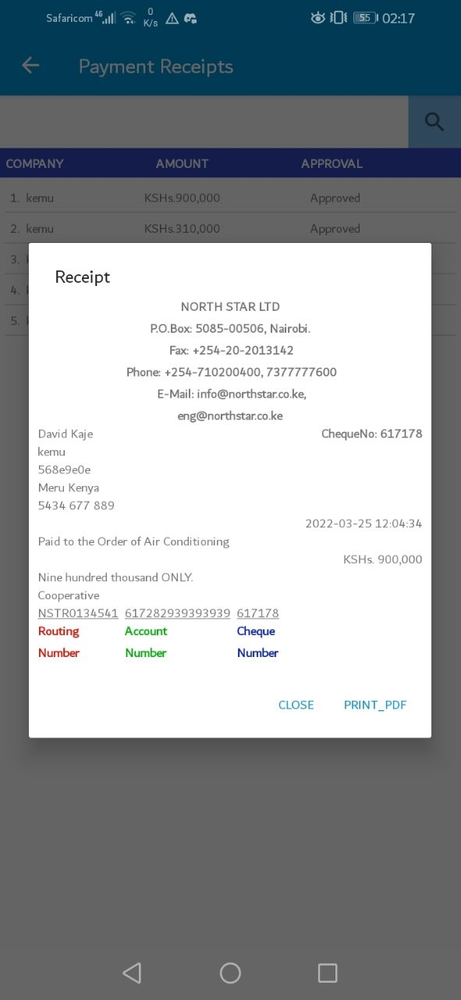 Safaricom 4G 0 K/s 55 02:17
Payment Receipts
COMPANY AMOUNT APPROVAL
1. kemu KSHs.900,000 Approved
2. kemu KSHs.310,000 Approved
3.
4.
5.
Receipt
NORTH STAR LTD
P.O.Box: 5085-00506, Nairobi.
Fax: +254-20-2013142
Phone: +254-710200400, 7377777600
E-Mail: info@northstar.co.ke,
eng@northstar.co.ke
David Kaje ChequeNo: 617178
kemu
568e9e0e
Meru Kenya
5434 677 889
2022-03-25 12:04:34
Paid to the Order of Air Conditioning
KSHs. 900,000
Nine hundred thousand ONLY.
Cooperative
NSTR0134541 617282939393939 617178
Routing Account Cheque
Number Number Number
CLOSE PRINT_PDF